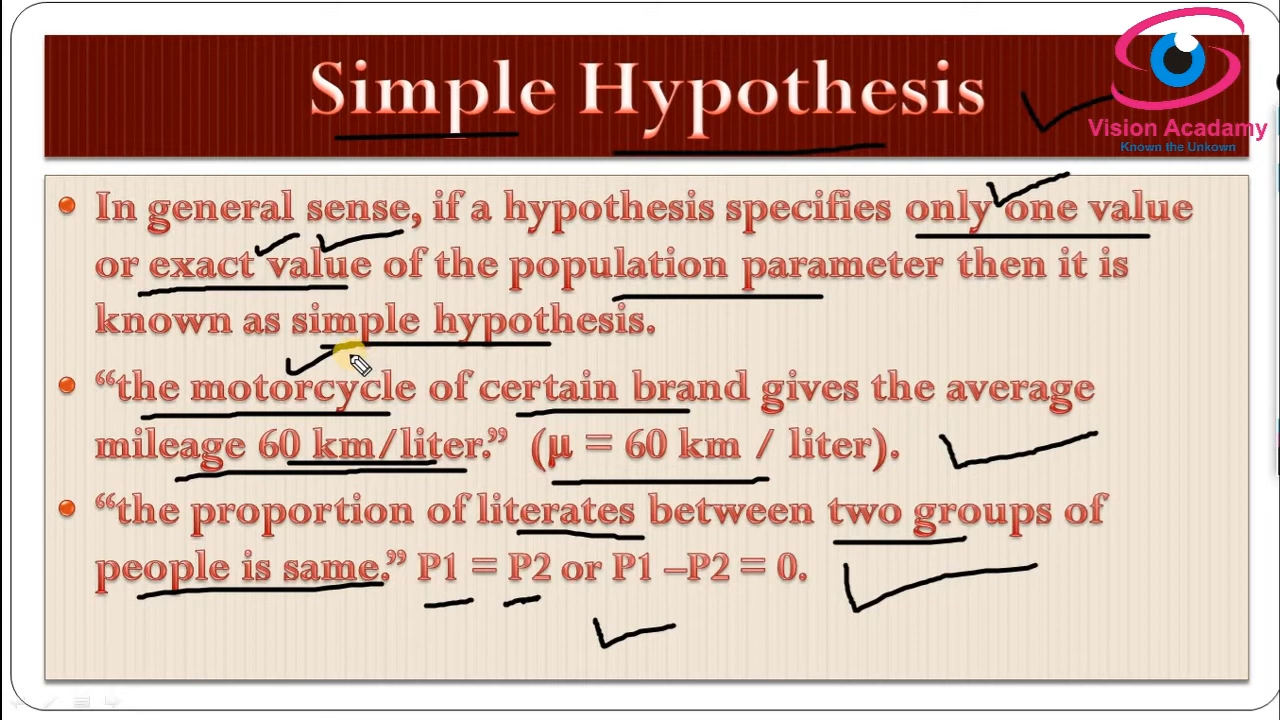 Simple Hypothesis
Vision Acadamy
Known the Unkown
• In general sense, if a hypothesis specifies only one value
or exact value of the population parameter then it is
known as simple hypothesis.
• “the motorcycle of certain brand gives the average
mileage 60 km/liter.” (μ = 60 km / liter).
• “the proportion of literates between two groups of
people is same.” P1 = P2 or P1 –P2 = 0.